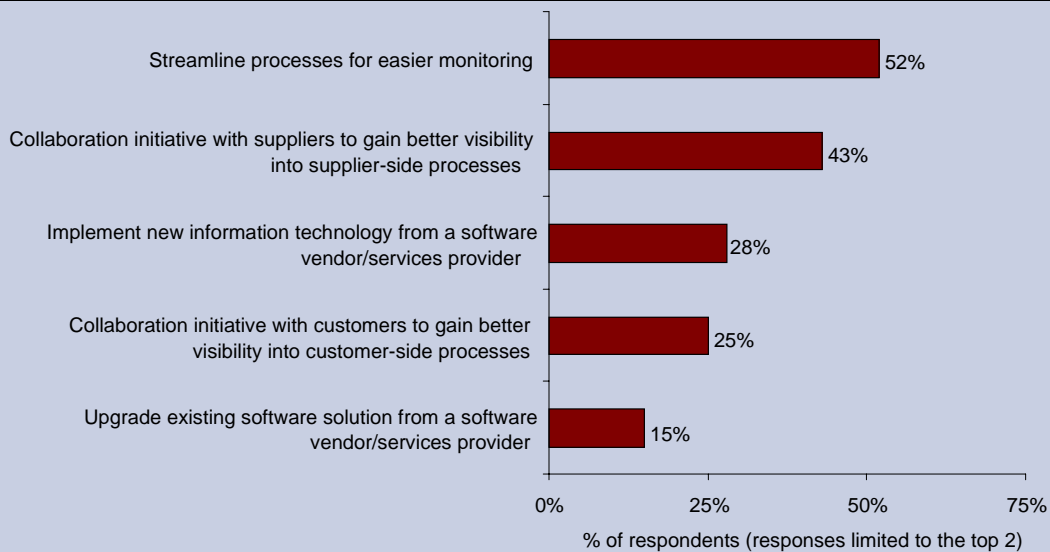 Streamline processes for easier monitoring
52%
Collaboration initiative with suppliers to gain better visibility
into supplier-side processes
43%
Implement new information technology from a software
vendor/services provider
28%
Collaboration initiative with customers to gain better
visibility into customer-side processes
25%
Upgrade existing software solution from a software
vendor/services provider
15%
0% 25% 50% 75%
% of respondents (responses limited to the top 2)